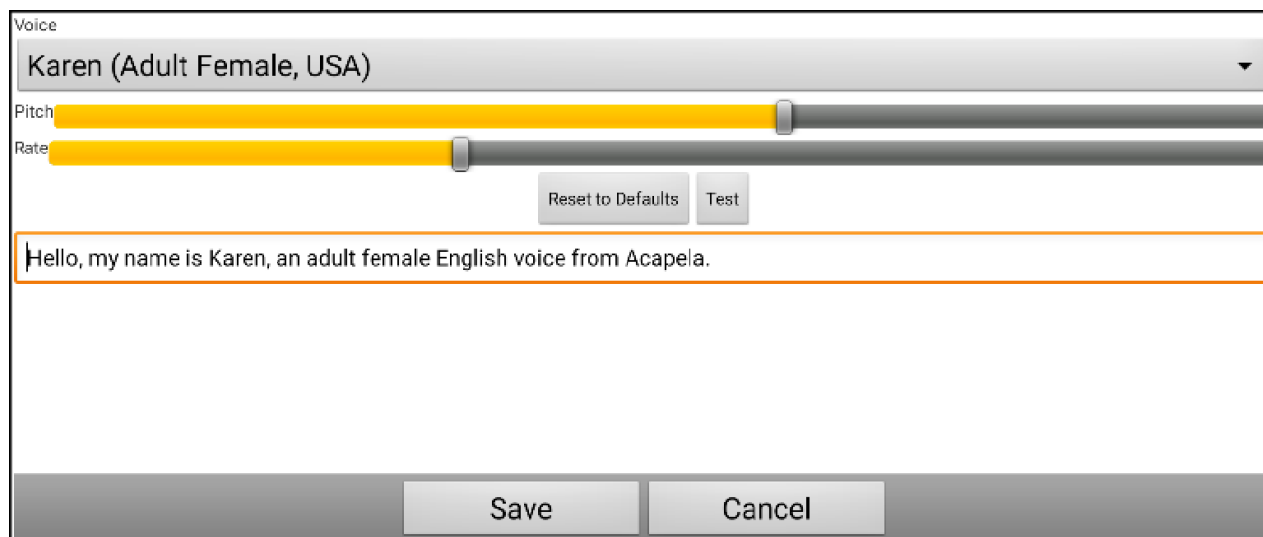 Voice
Karen (Adult Female, USA)
Pitch
Rate
Reset to Defaults Test
Hello, my name is Karen, an adult female English voice from Acapela.
Save Cancel